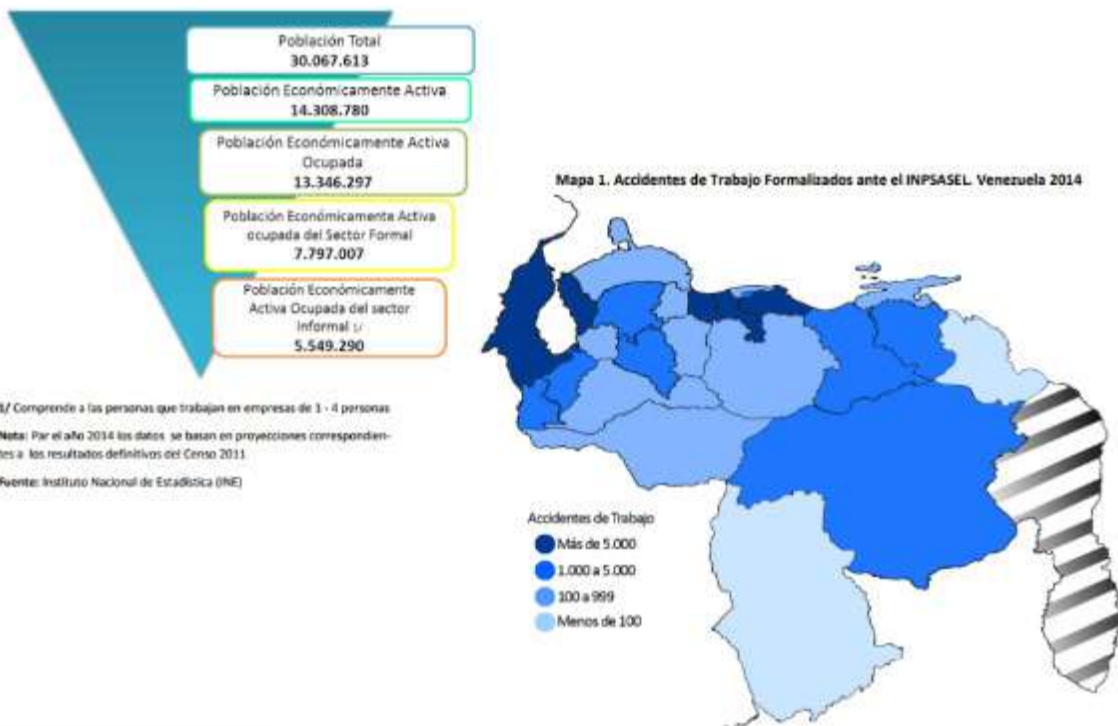 Población Total
30.067.613
Población Económicamente Activa
14.308.780
Población Económicamente Activa
Ocupada
13.346.297
Población Económicamente Activa
ocupada del Sector Formal
7.797.007
Población Económicamente
Activa Ocupada del sector
Informal 1/
5.549.290
1/ Comprende a las personas que trabajan en empresas de 1 - 4 personas
Nota: Par el año 2014 los datos se basan en proyecciones correspondien-
tes a los resultados definitivos del Censo 2011
Fuente: Instituto Nacional de Estadística (INE)
Mapa 1. Accidentes de Trabajo Formalizados ante el INPSASEL. Venezuela 2014
Accidentes de Trabajo
Más de 5.000
1.000 a 5.000
100 a 999
Menos de 100